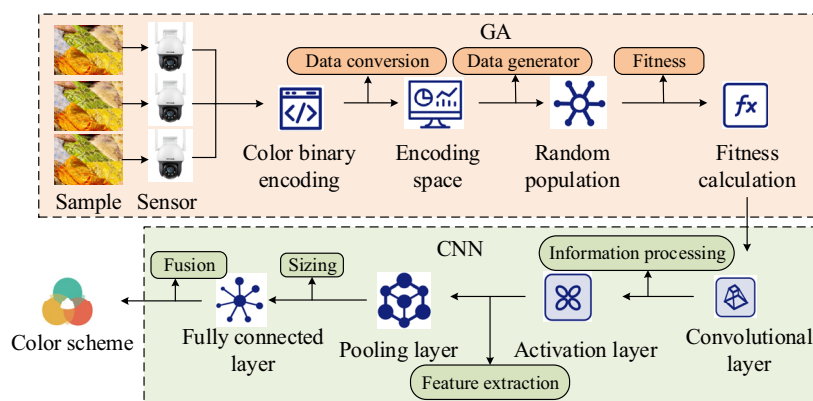 GA
Data conversion
Data generator
Fitness
Color binary
encoding
Encoding
space
Random
population
Fitness
calculation
fx
Sample
Sensor
CNN
Information processing
Fusion
Sizing
Color scheme
Fully connected
layer
Pooling layer
Activation layer
Convolutional
layer
Feature extraction